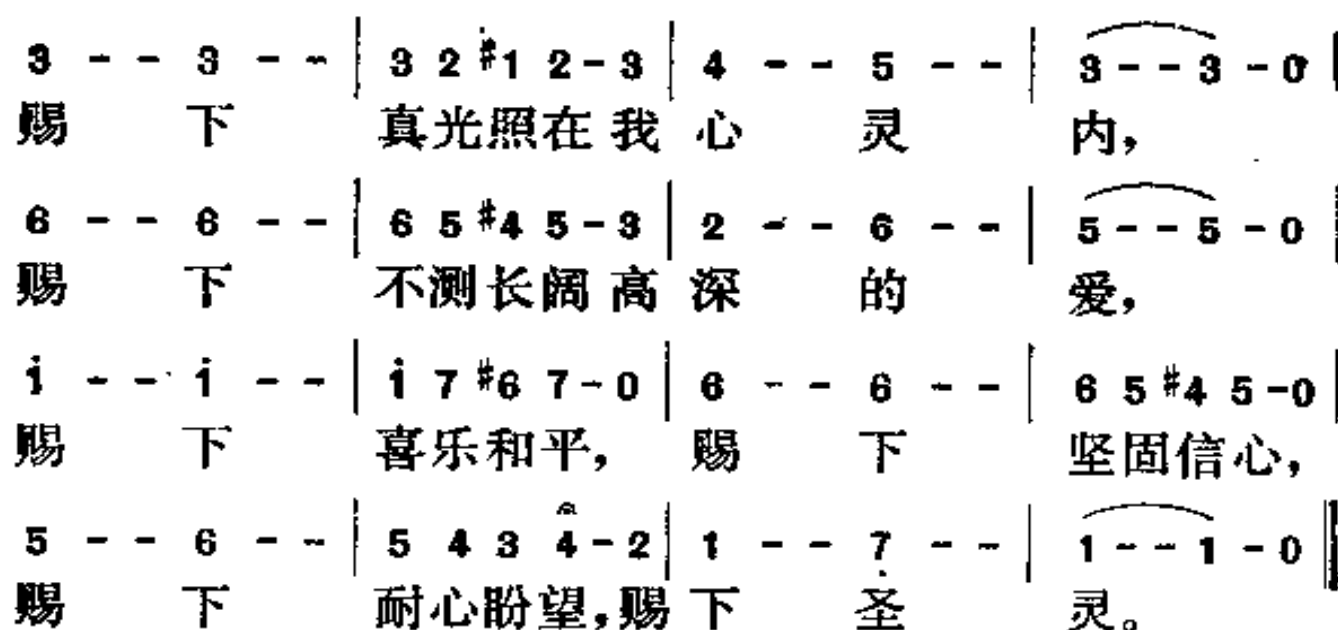 3 - - 3 - - | 3 2 #1 2 - 3 | 4 - - 5 - - | 3 - - 3 - 0 |
赐 下 真光照在我 心 灵 内，
6 - - 6 - - | 6 5 #4 5 - 3 | 2 - - 6 - - | 5 - - 5 - 0 |
赐 下 不测长阔高 深 的 爱，
i - - i - - | i 7 #6 7 - 0 | 6 - - 6 - - | 6 5 #4 5 - 0 |
赐 下 喜乐和平， 赐 下 坚固信心，
5 - - 6 - - | 5 4 3 4 - 2 | 1 - - 7 - - | 1 - - 1 - 0 ||
赐 下 耐心盼望，赐 下 圣 灵。